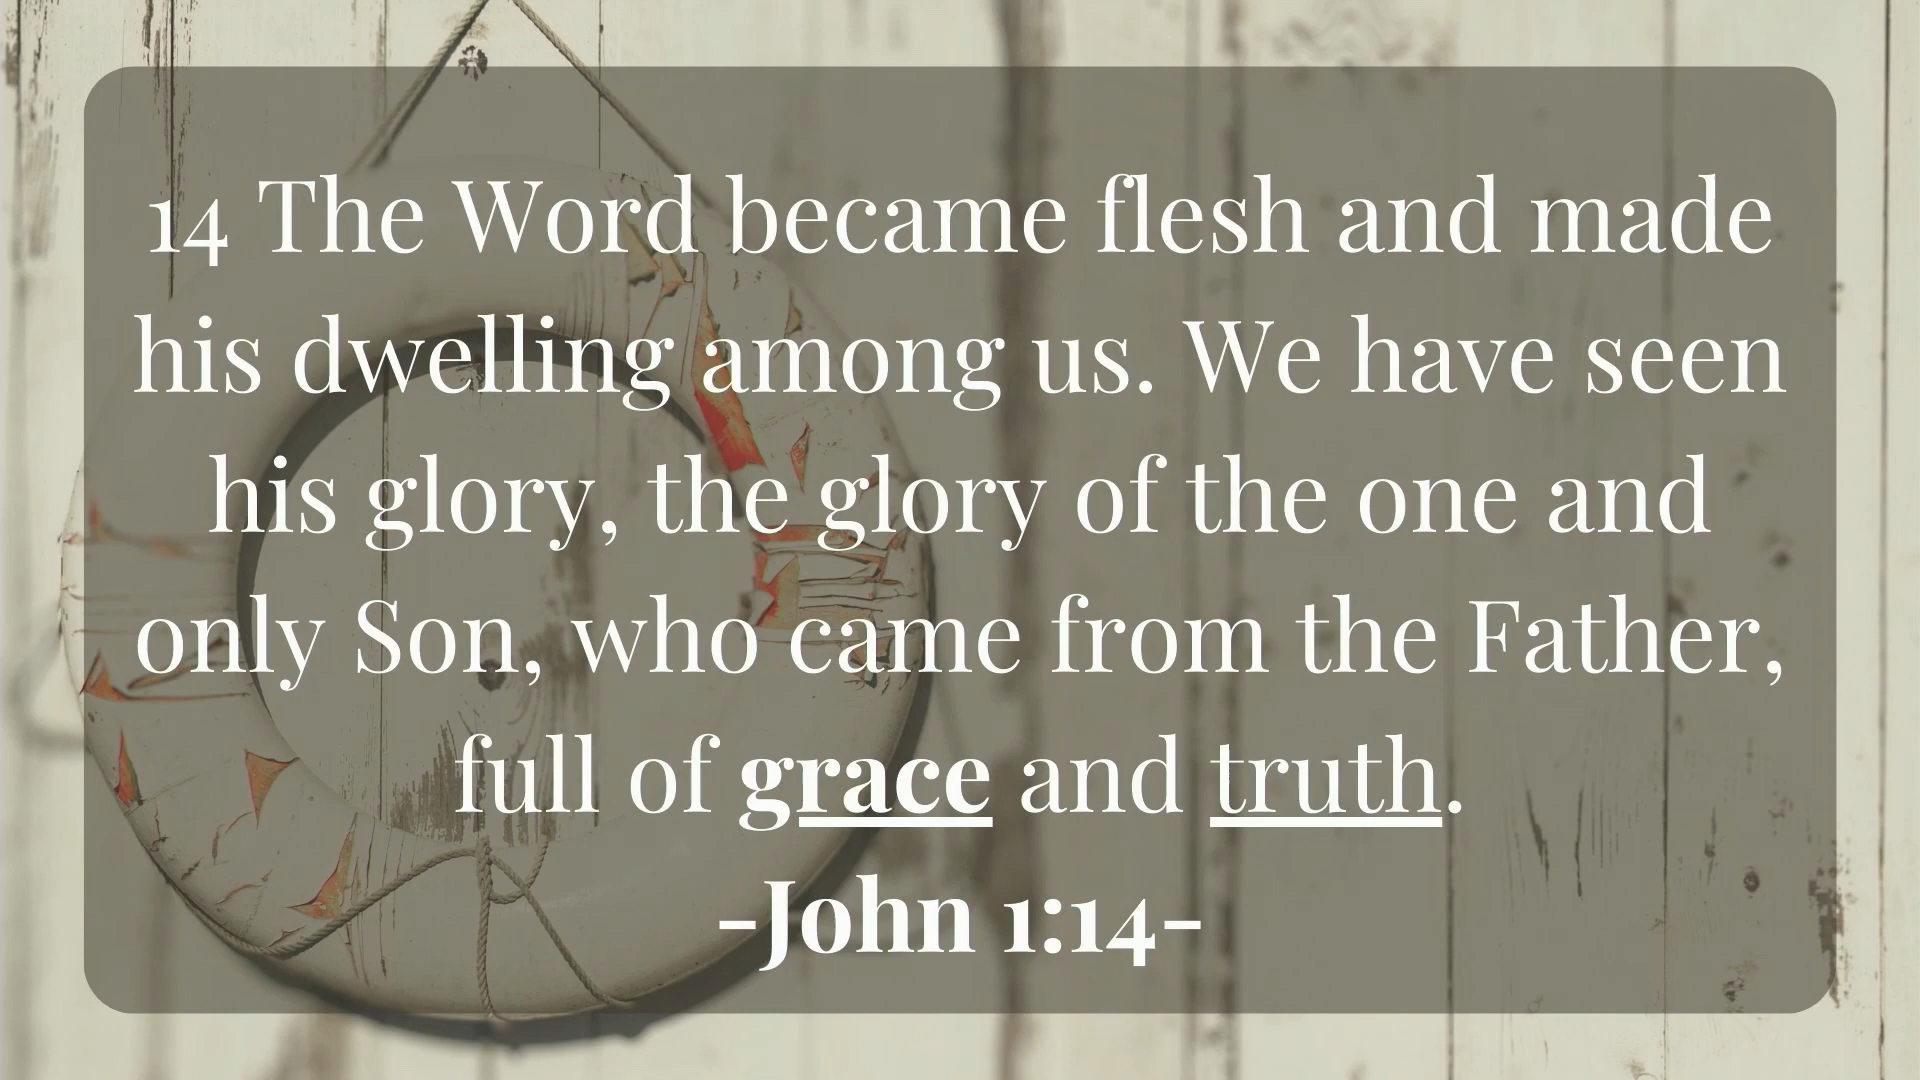 14 The Word became flesh and made
his dwelling among us. We have seen
his glory, the glory of the one and
only Son, who came from the Father,
full of grace and truth.
-John 1:14-